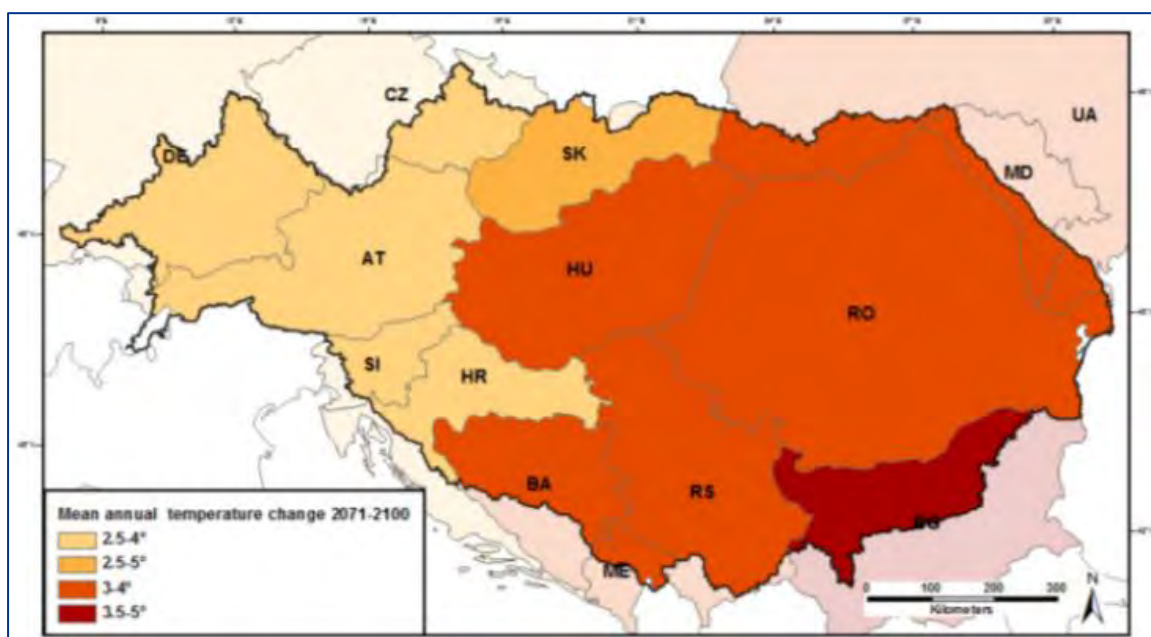 CZ
UA
DE
SK
MD
AT
HU
RO
SI
HR
BA
RS
BG
ME
Mean annual temperature change 2071-2100
2.5-4°
2.5-5°
3-4°
3.5-5°
0 100 200 300
Kilometers
N